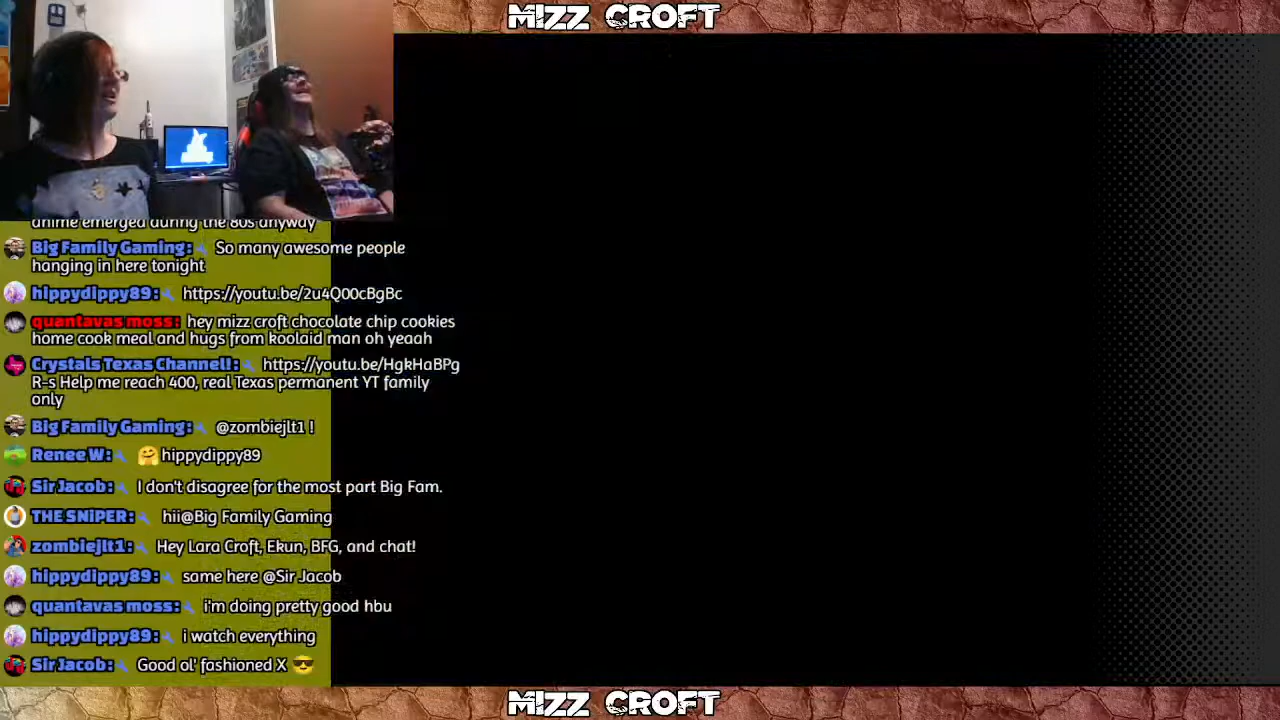 MIZZ CROFT
anime emerged during the 80s anyway
Big Family Gaming: So many awesome people
hanging in here tonight
hippydippy89: https://youtu.be/2u4Q00cBgBc
quantavas moss: hey mizz croft chocolate chip cookies
home cook meal and hugs from koolaid man oh yeaah
Crystals Texas Channel!: https://youtu.be/HgkHaBPg
R-s Help me reach 400, real Texas permanent YT family
only
Big Family Gaming: @zombiejlt1 !
Renee W: 🤗 hippydippy89
Sir Jacob: I don't disagree for the most part Big Fam.
THE SNiPER: hii@Big Family Gaming
zombiejlt1: Hey Lara Croft, Ekun, BFG, and chat!
hippydippy89: same here @Sir Jacob
quantavas moss: i'm doing pretty good hbu
hippydippy89: i watch everything
Sir Jacob: Good ol' fashioned X 😎
MIZZ CROFT